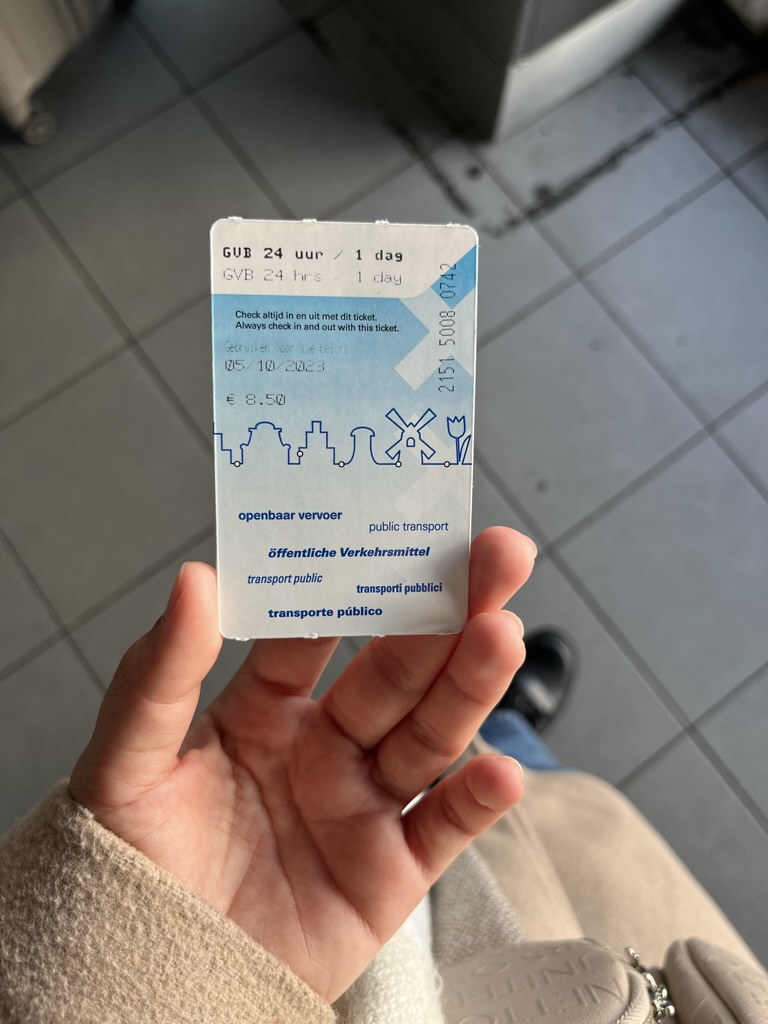 GVB 24 uur / 1 dag
GVB 24 hrs / 1 day
Check altijd in en uit met dit ticket.
Always check in and out with this ticket.
05/10/2023
€ 8.50
2151 5008 0742
openbaar vervoer
public transport
öffentliche Verkehrsmittel
transport public
transporti pubblici
transporte público